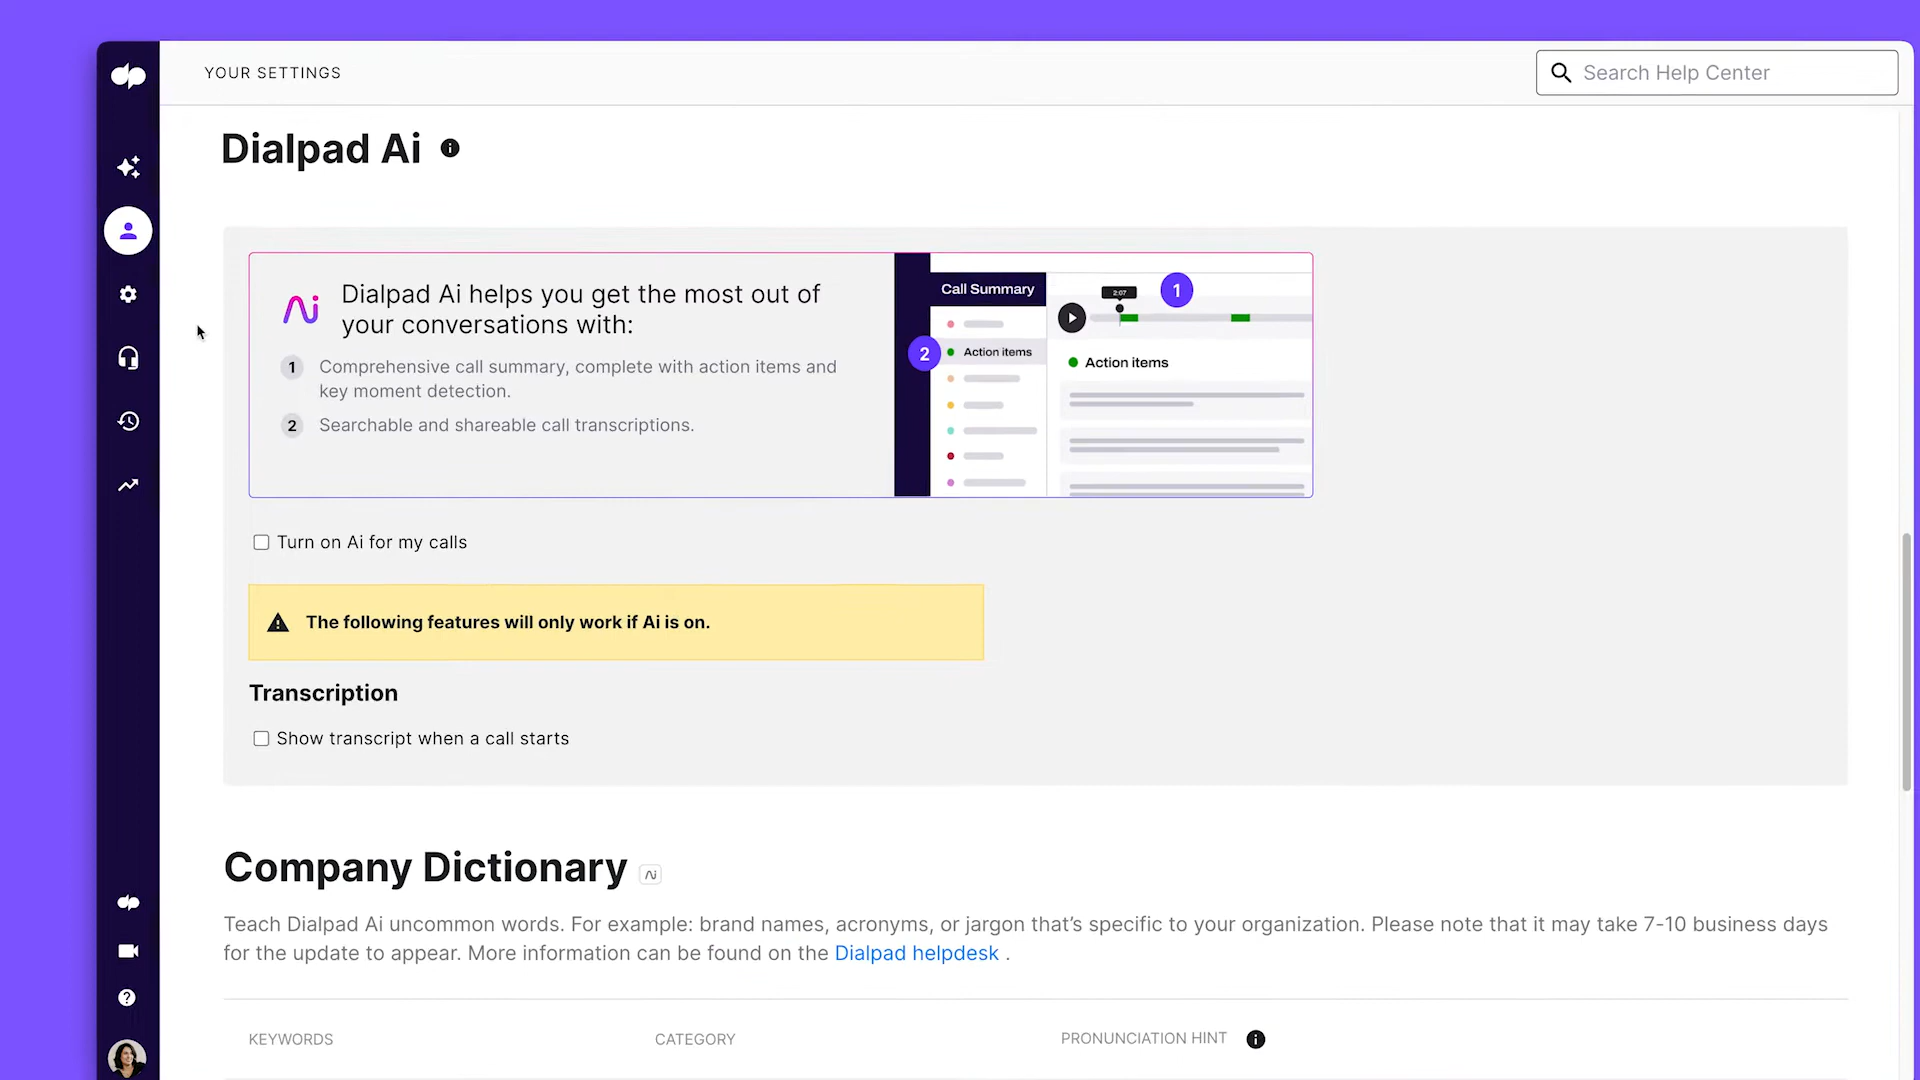 YOUR SETTINGS
Search Help Center
Dialpad Ai
Dialpad Ai helps you get the most out of
your conversations with:
1 Comprehensive call summary, complete with action items and
key moment detection.
2 Searchable and shareable call transcriptions.
Call Summary
2:07
1
2
Action items
Action items
Turn on Ai for my calls
The following features will only work if Ai is on.
Transcription
Show transcript when a call starts
Company Dictionary Ai
Teach Dialpad Ai uncommon words. For example: brand names, acronyms, or jargon that’s specific to your organization. Please note that it may take 7-10 business days
for the update to appear. More information can be found on the Dialpad helpdesk .
KEYWORDS
CATEGORY
PRONUNCIATION HINT